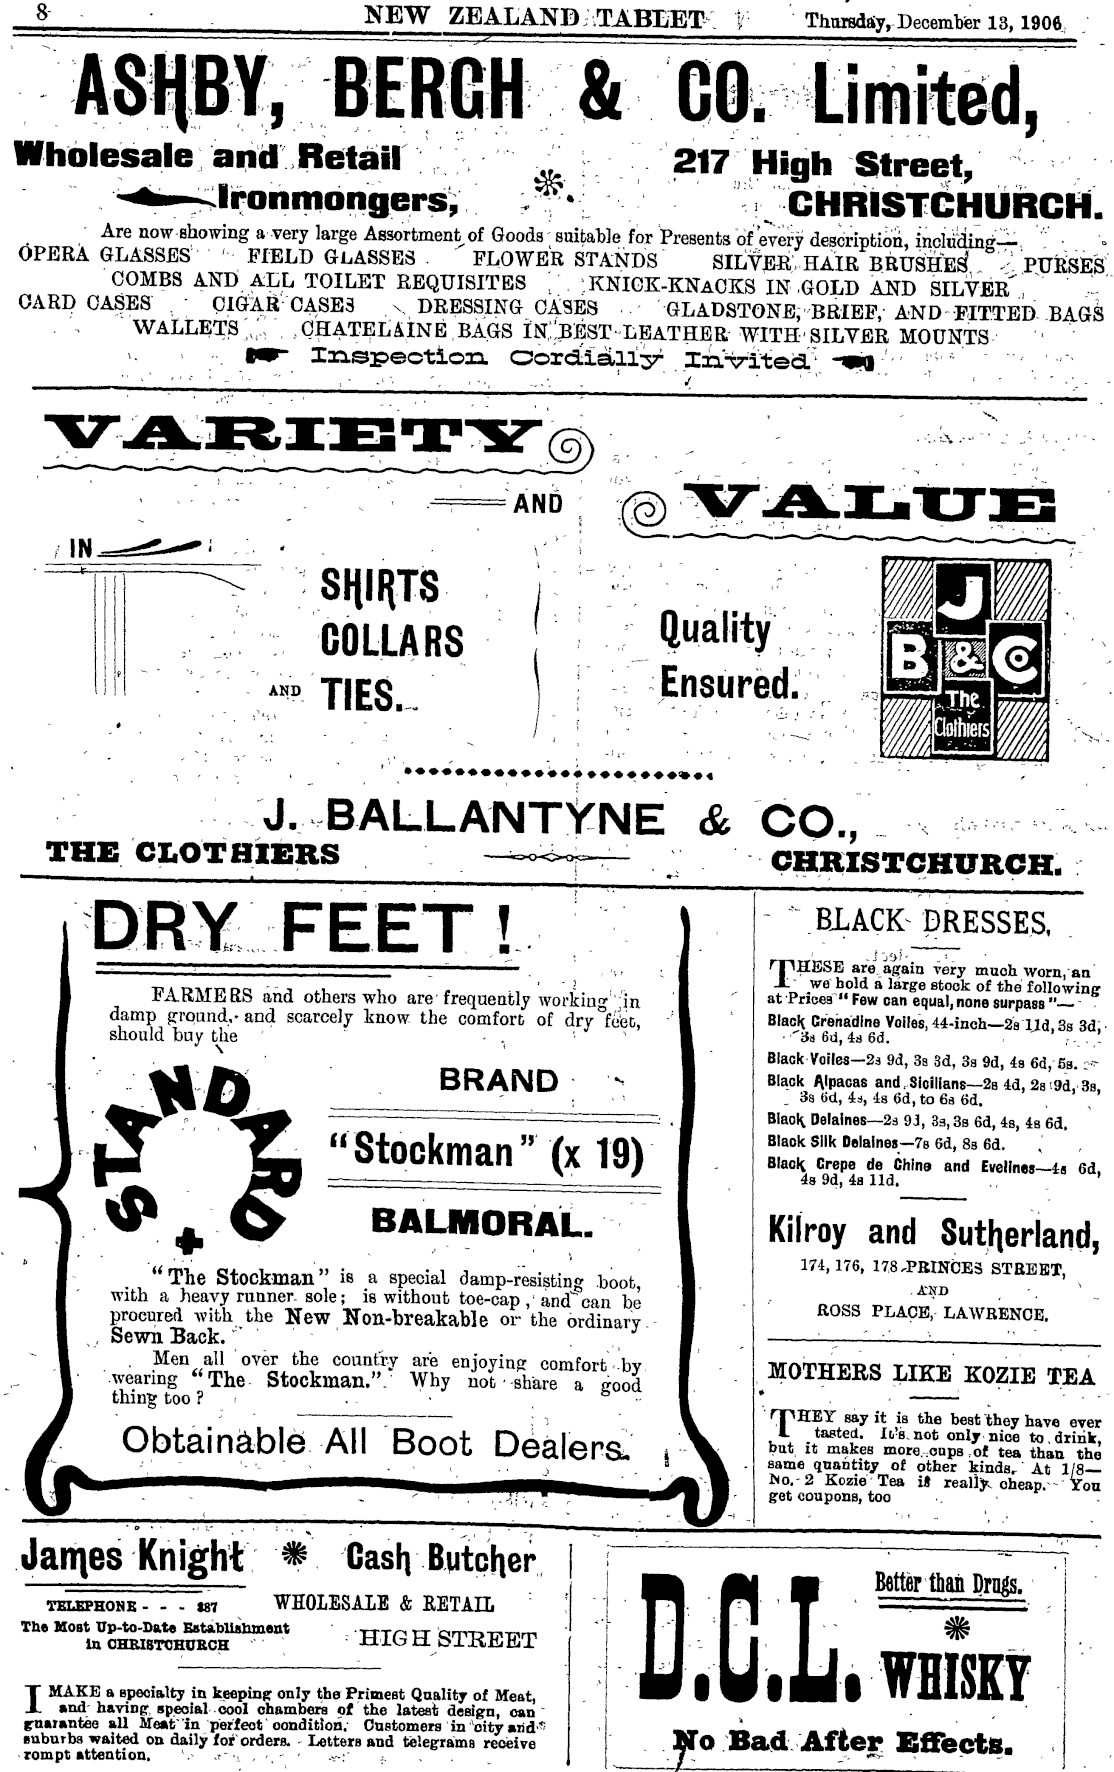 8
NEW ZEALAND TABLET
Thursday, December 13, 1906
ASHBY, BERGH & CO. Limited,
Wholesale and Retail
Ironmongers,
217 High Street,
CHRISTCHURCH.
Are now showing a very large Assortment of Goods suitable for Presents of every description, including—
OPERA GLASSES FIELD GLASSES FLOWER STANDS SILVER HAIR BRUSHES PURSES
COMBS AND ALL TOILET REQUISITES KNICK-KNACKS IN GOLD AND SILVER
CARD CASES CIGAR CASES DRESSING CASES GLADSTONE, BRIEF, AND FITTED BAGS
WALLETS CHATELAINE BAGS IN BEST LEATHER WITH SILVER MOUNTS
Inspection Cordially Invited
VARIETY
AND
VALUE
IN
SHIRTS
COLLARS
AND TIES.
Quality
Ensured.
J
B & Co
The
Clothiers
J. BALLANTYNE & CO.,
THE CLOTHIERS
CHRISTCHURCH.
DRY FEET!
FARMERS and others who are frequently working in
damp ground, and scarcely know the comfort of dry feet,
should buy the
STANDARD
BRAND
"Stockman" (x 19)
BALMORAL.
"The Stockman" is a special damp-resisting boot,
with a heavy runner sole; is without toe-cap, and can be
procured with the New Non-breakable or the ordinary
Sewn Back.
Men all over the country are enjoying comfort by
wearing "The Stockman." Why not share a good
thing too?
Obtainable All Boot Dealers.
BLACK DRESSES,
THESE are again very much worn, an
we hold a large stock of the following
at Prices "Few can equal, none surpass"—
Black Grenadine Voiles, 44-inch—2s 11d, 3s 3d,
3s 6d, 4s 6d.
Black Voiles—2s 9d, 3s 3d, 3s 9d, 4s 6d, 5s.
Black Alpacas and Sicilians—2s 4d, 2s 9d, 3s,
3s 6d, 4s, 4s 6d, to 6s 6d.
Black Delaines—2s 9d, 3s, 3s 6d, 4s, 4s 6d.
Black Silk Delaines—7s 6d, 8s 6d.
Black Crepe de Chine and Evelines—4s 6d,
4s 9d, 4s 11d.
Kilroy and Sutherland,
174, 176, 178 PRINCES STREET,
AND
ROSS PLACE, LAWRENCE.
MOTHERS LIKE KOZIE TEA
THEY say it is the best they have ever
tasted. It's not only nice to drink,
but it makes more cups of tea than the
same quantity of other kinds. At 1/8—
No. 2 Kozie Tea is really cheap. You
get coupons, too
James Knight
Cash Butcher
TELEPHONE - - - 887
WHOLESALE & RETAIL
The Most Up-to-Date Establishment
in CHRISTCHURCH
HIGH STREET
I MAKE a specialty in keeping only the Primest Quality of Meat,
and having special cool chambers of the latest design, can
guarantee all Meat in perfect condition. Customers in city and
suburbs waited on daily for orders. Letters and telegrams receive
rompt attention.
D.C.L.
Better than Drugs.
WHISKY
No Bad After Effects.